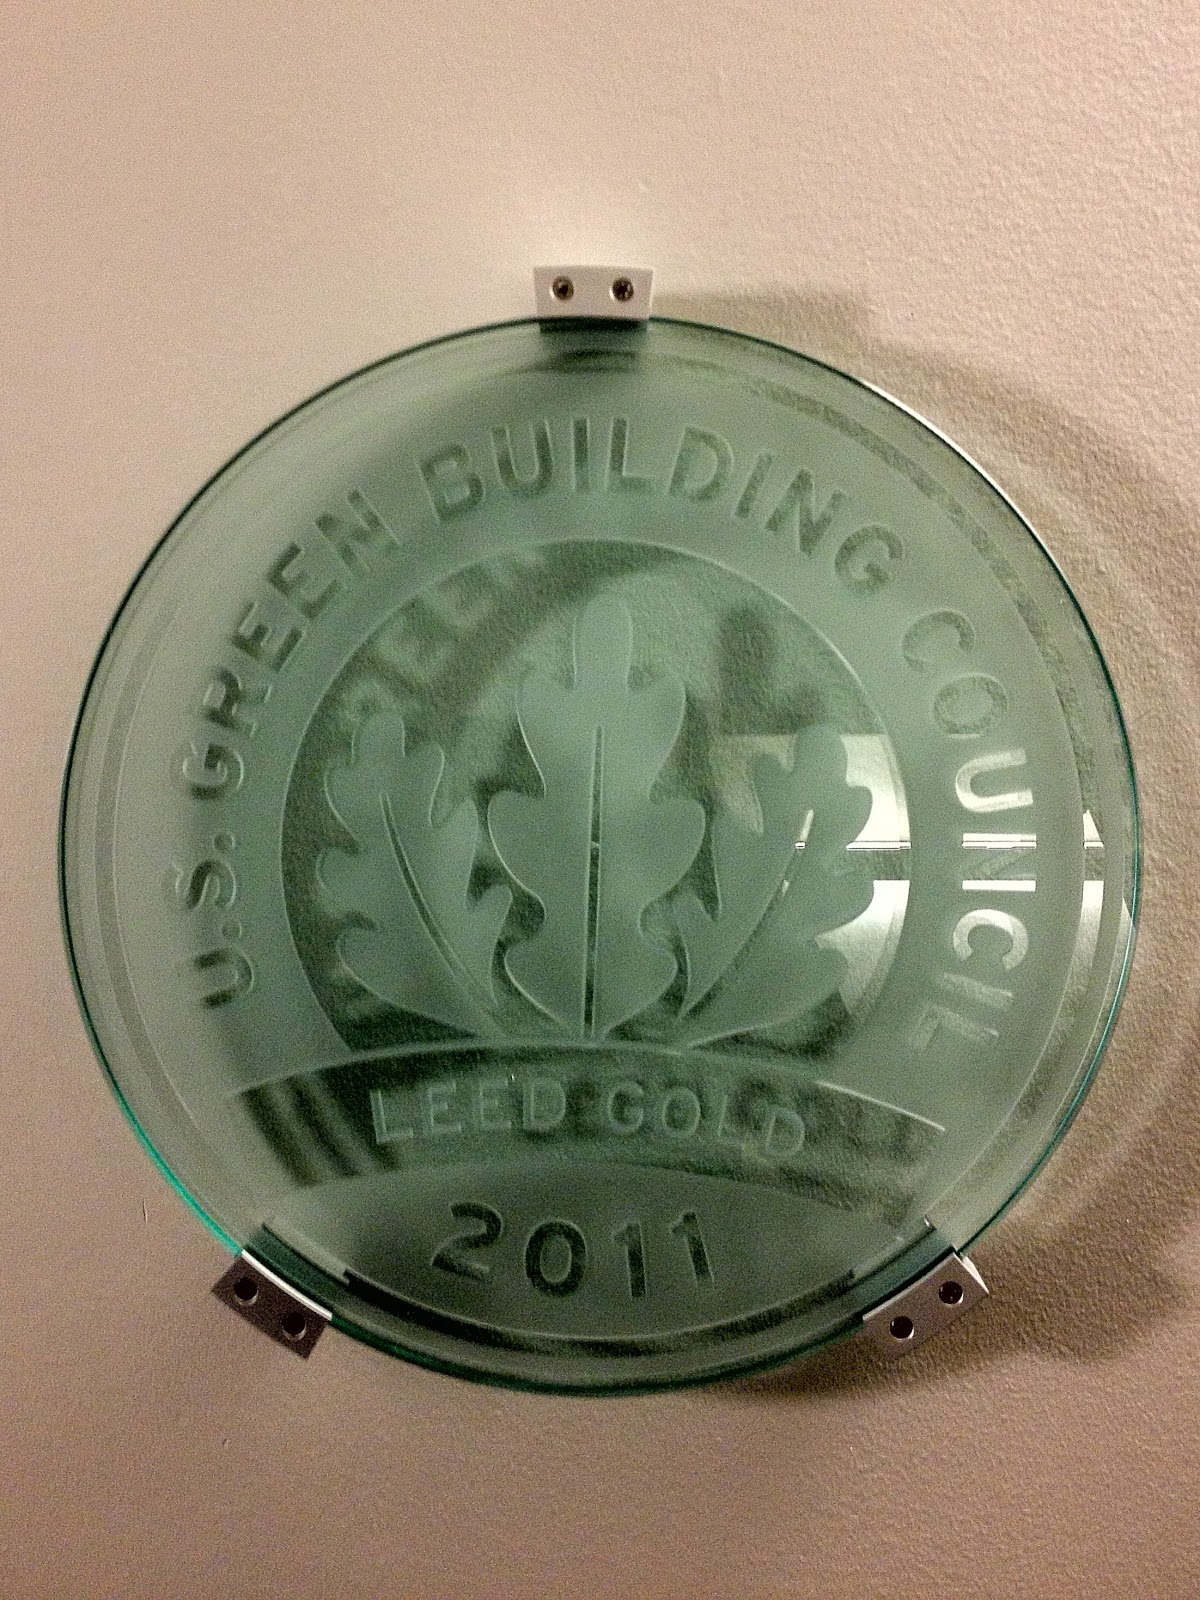 U.S. GREEN BUILDING COUNCIL
LEED GOLD
2011